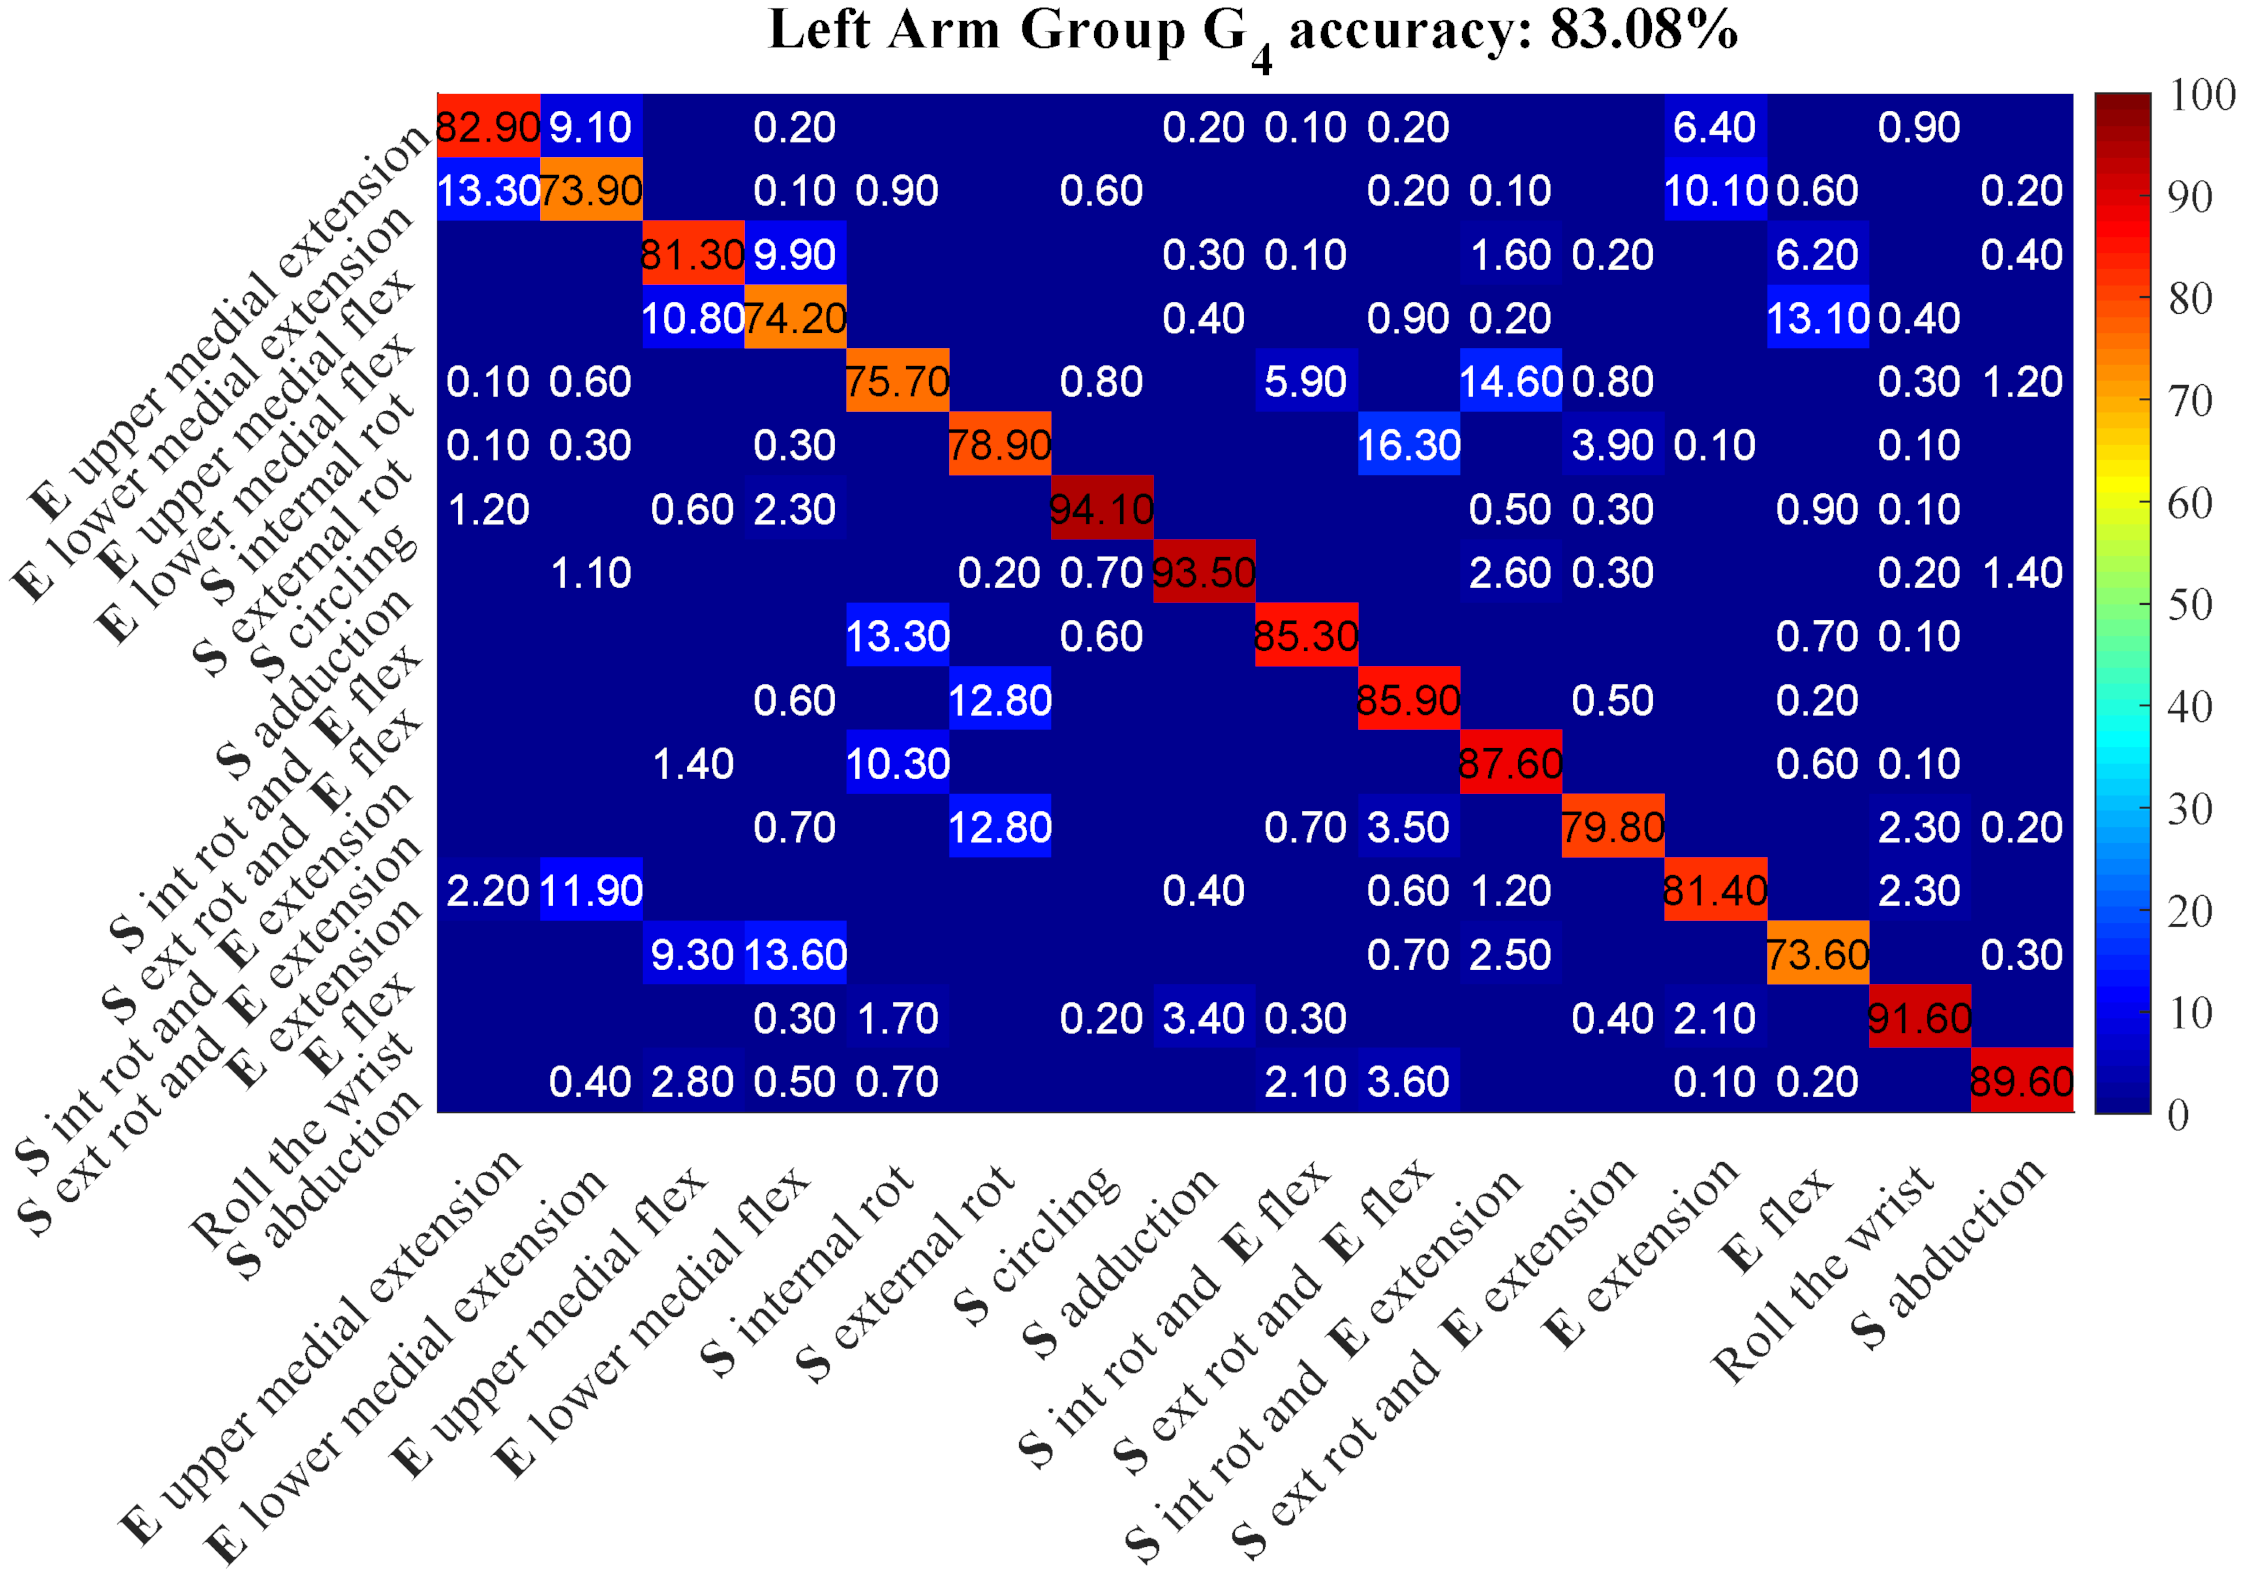 Left Arm Group G4 accuracy: 83.08%
82.90 9.10 0.20 0.20 0.10 0.20 6.40 0.90
13.30 73.90 0.10 0.90 0.60 0.20 0.10 10.10 0.60 0.20
81.30 9.90 0.30 0.10 1.60 0.20 6.20 0.40
10.80 74.20 0.40 0.90 0.20 13.10 0.40
0.10 0.60 75.70 0.80 5.90 14.60 0.80 0.30 1.20
0.10 0.30 0.30 78.90 16.30 3.90 0.10 0.10
1.20 0.60 2.30 94.10 0.50 0.30 0.90 0.10
1.10 0.20 0.70 93.50 2.60 0.30 0.20 1.40
13.30 0.60 85.30 0.70 0.10
0.60 12.80 85.90 0.50 0.20
1.40 10.30 87.60 0.60 0.10
0.70 12.80 0.70 3.50 79.80 2.30 0.20
2.20 11.90 0.40 0.60 1.20 81.40 2.30
9.30 13.60 0.70 2.50 73.60 0.30
0.30 1.70 0.20 3.40 0.30 0.40 2.10 91.60
0.40 2.80 0.50 0.70 2.10 3.60 0.10 0.20 89.60
E upper medial extension
E lower medial extension
E upper medial flex
E lower medial flex
S internal rot
S external rot
S circling
S adduction
S int rot and E flex
S ext rot and E flex
S int rot and E extension
S ext rot and E extension
E extension
E flex
Roll the wrist
S abduction
E upper medial extension
E lower medial extension
E upper medial flex
E lower medial flex
S internal rot
S external rot
S circling
S adduction
S int rot and E flex
S ext rot and E flex
S int rot and E extension
S ext rot and E extension
E extension
E flex
Roll the wrist
S abduction
100
90
80
70
60
50
40
30
20
10
0